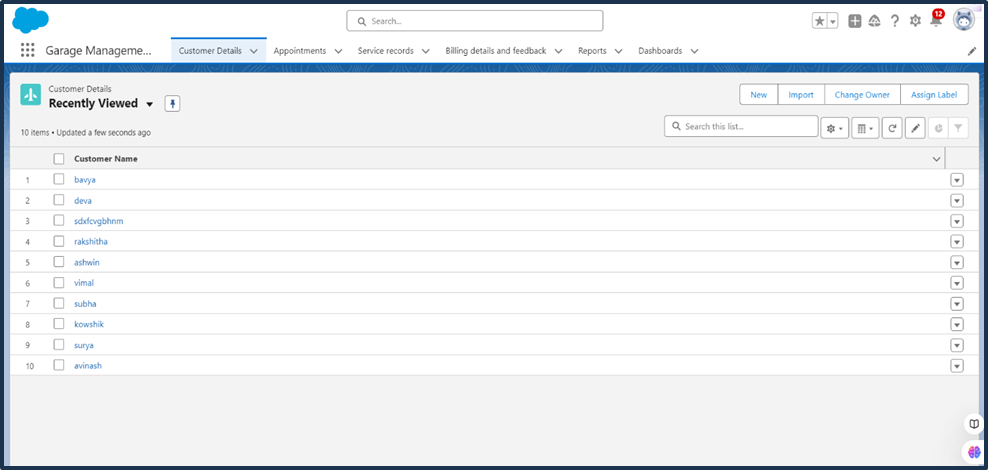 Search...
12
Garage Manageme... Customer Details Appointments Service records Billing details and feedback Reports Dashboards
Customer Details
Recently Viewed
New Import Change Owner Assign Label
10 items • Updated a few seconds ago
Search this list...
Customer Name
1 bavya
2 deva
3 sdxfcvgbhnm
4 rakshitha
5 ashwin
6 vimal
7 subha
8 kowshik
9 surya
10 avinash